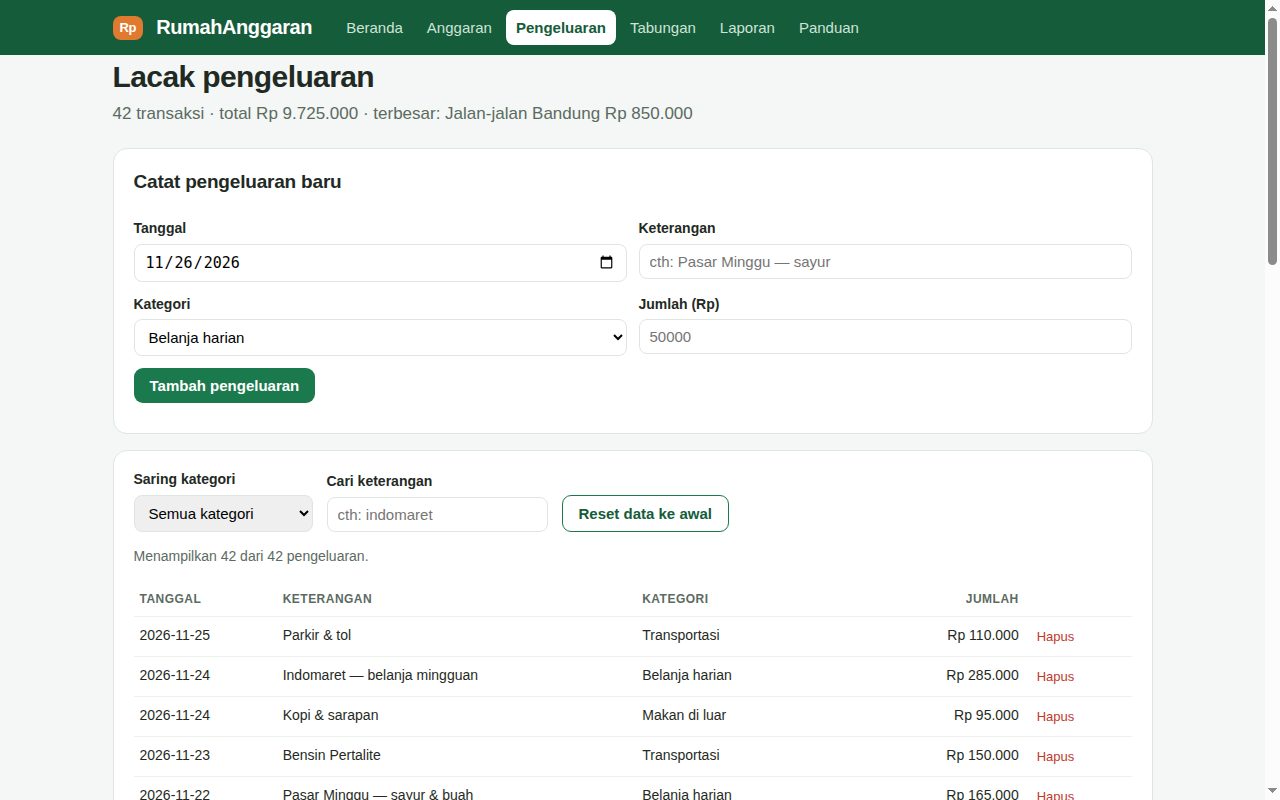 Rp RumahAnggaran Beranda Anggaran Pengeluaran Tabungan Laporan Panduan
Lacak pengeluaran
42 transaksi · total Rp 9.725.000 · terbesar: Jalan-jalan Bandung Rp 850.000
Catat pengeluaran baru
Tanggal Keterangan
11/26/2026 cth: Pasar Minggu — sayur
Kategori Jumlah (Rp)
Belanja harian 50000
Tambah pengeluaran
Saring kategori Cari keterangan
Semua kategori cth: indomaret Reset data ke awal
Menampilkan 42 dari 42 pengeluaran.
TANGGAL KETERANGAN KATEGORI JUMLAH
2026-11-25 Parkir & tol Transportasi Rp 110.000 Hapus
2026-11-24 Indomaret — belanja mingguan Belanja harian Rp 285.000 Hapus
2026-11-24 Kopi & sarapan Makan di luar Rp 95.000 Hapus
2026-11-23 Bensin Pertalite Transportasi Rp 150.000 Hapus
2026-11-22 Pasar Minggu — sayur & buah Belanja harian Rp 165.000 Hapus